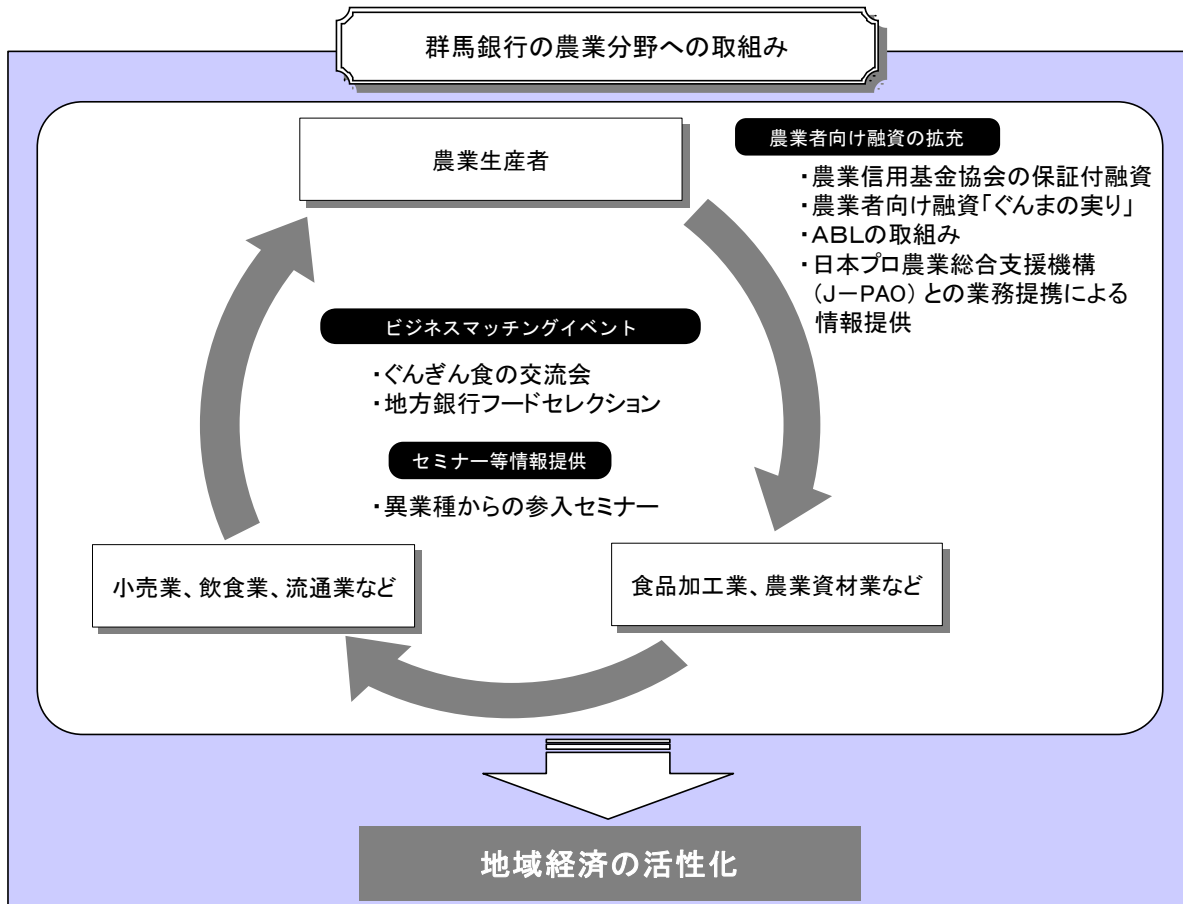 群馬銀行の農業分野への取組み
農業生産者
農業者向け融資の拡充
・農業信用基金協会の保証付融資
・農業者向け融資「ぐんまの実り」
・ABLの取組み
・日本プロ農業総合支援機構
(J－PAO)との業務提携による
情報提供
ビジネスマッチングイベント
・ぐんぎん食の交流会
・地方銀行フードセレクション
セミナー等情報提供
・異業種からの参入セミナー
小売業、飲食業、流通業など
食品加工業、農業資材業など
地域経済の活性化